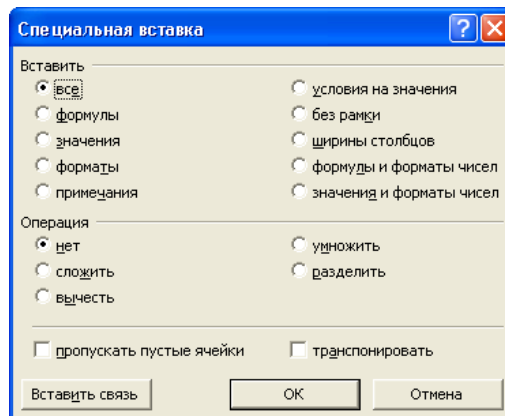 Специальная вставка
Вставить
все
условия на значения
формулы
без рамки
значения
ширины столбцов
форматы
формулы и форматы чисел
примечания
значения и форматы чисел
Операция
нет
умножить
сложить
разделить
вычесть
пропускать пустые ячейки
транспонировать
Вставить связь
ОК
Отмена